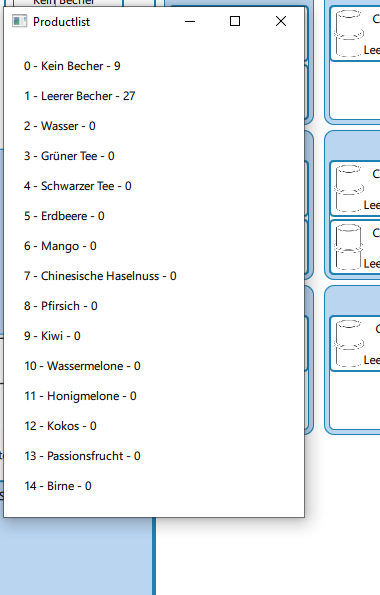 Kein Becher
Productlist
0 - Kein Becher - 9
1 - Leerer Becher - 27
2 - Wasser - 0
3 - Grüner Tee - 0
4 - Schwarzer Tee - 0
5 - Erdbeere - 0
6 - Mango - 0
7 - Chinesische Haselnuss - 0
8 - Pfirsich - 0
9 - Kiwi - 0
10 - Wassermelone - 0
11 - Honigmelone - 0
12 - Kokos - 0
13 - Passionsfrucht - 0
14 - Birne - 0
C
Lee
C
Lee
C
Lee
C
Lee